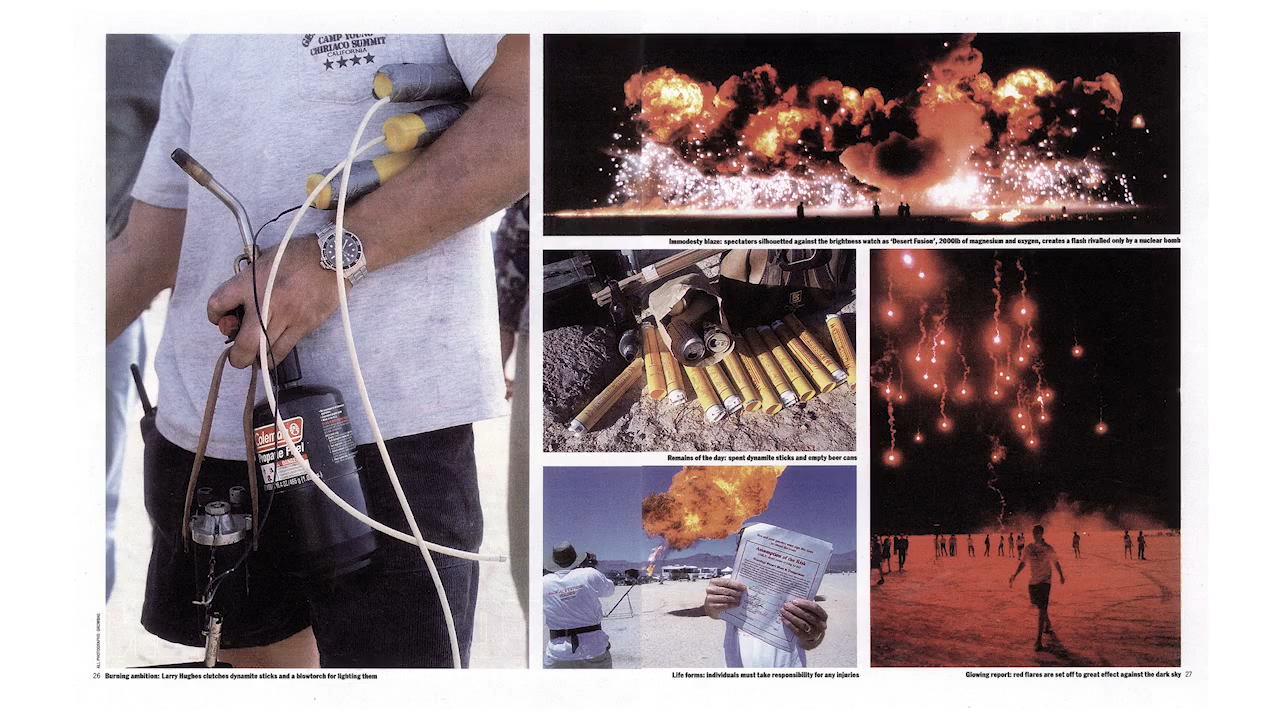 CAMP YOUNG
CHIRIACO SUMMIT
CALIFORNIA
Immodesty blaze: spectators silhouetted against the brightness watch as 'Desert Fusion', 2000lb of magnesium and oxygen, creates a flash rivalled only by a nuclear bomb
Propane Fuel
Remains of the day: spent dynamite sticks and empty beer cans
Assumption of the Risk
ALL PHOTOGRAPHS: GROWSKI
26 Burning ambition: Larry Hughes clutches dynamite sticks and a blowtorch for lighting them
Life forms: individuals must take responsibility for any injuries
Glowing report: red flares are set off to great effect against the dark sky 27